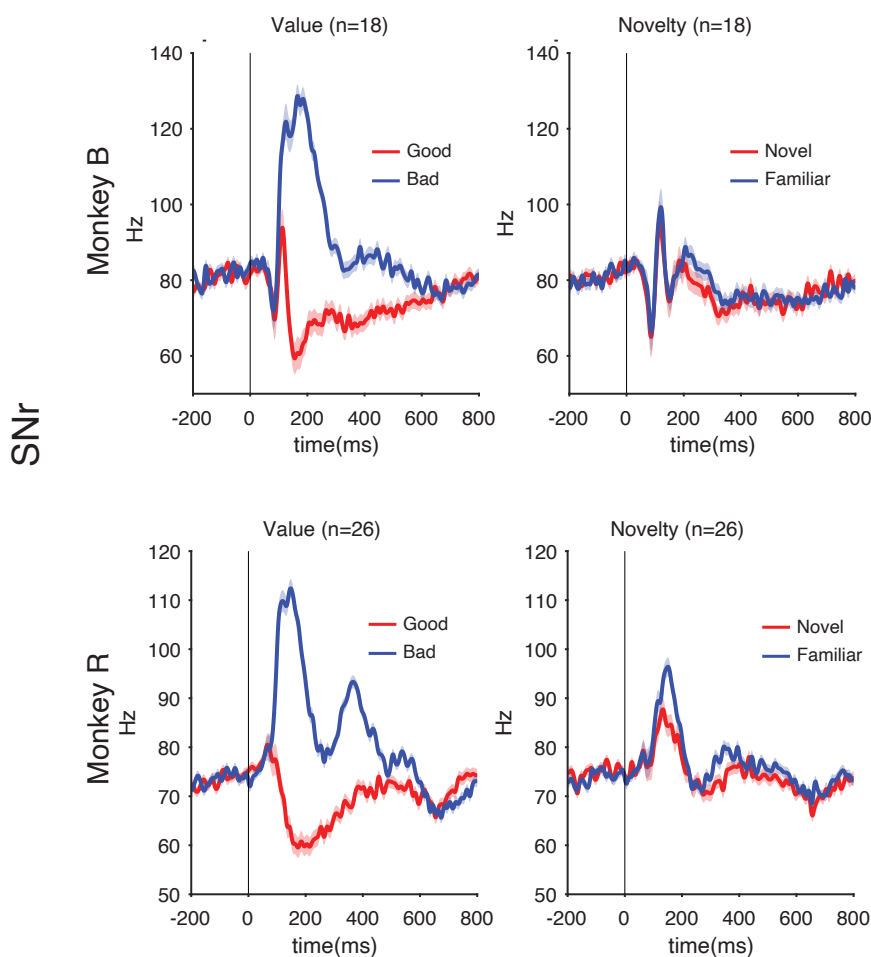 SNr
Monkey B
Value (n=18)
Hz
140
120
100
80
60
-200 0 200 400 600 800
time(ms)
Good
Bad
Novelty (n=18)
Hz
140
120
100
80
60
-200 0 200 400 600 800
time(ms)
Novel
Familiar
Monkey R
Value (n=26)
Hz
120
110
100
90
80
70
60
50
-200 0 200 400 600 800
time(ms)
Good
Bad
Novelty (n=26)
Hz
120
110
100
90
80
70
60
50
-200 0 200 400 600 800
time(ms)
Novel
Familiar